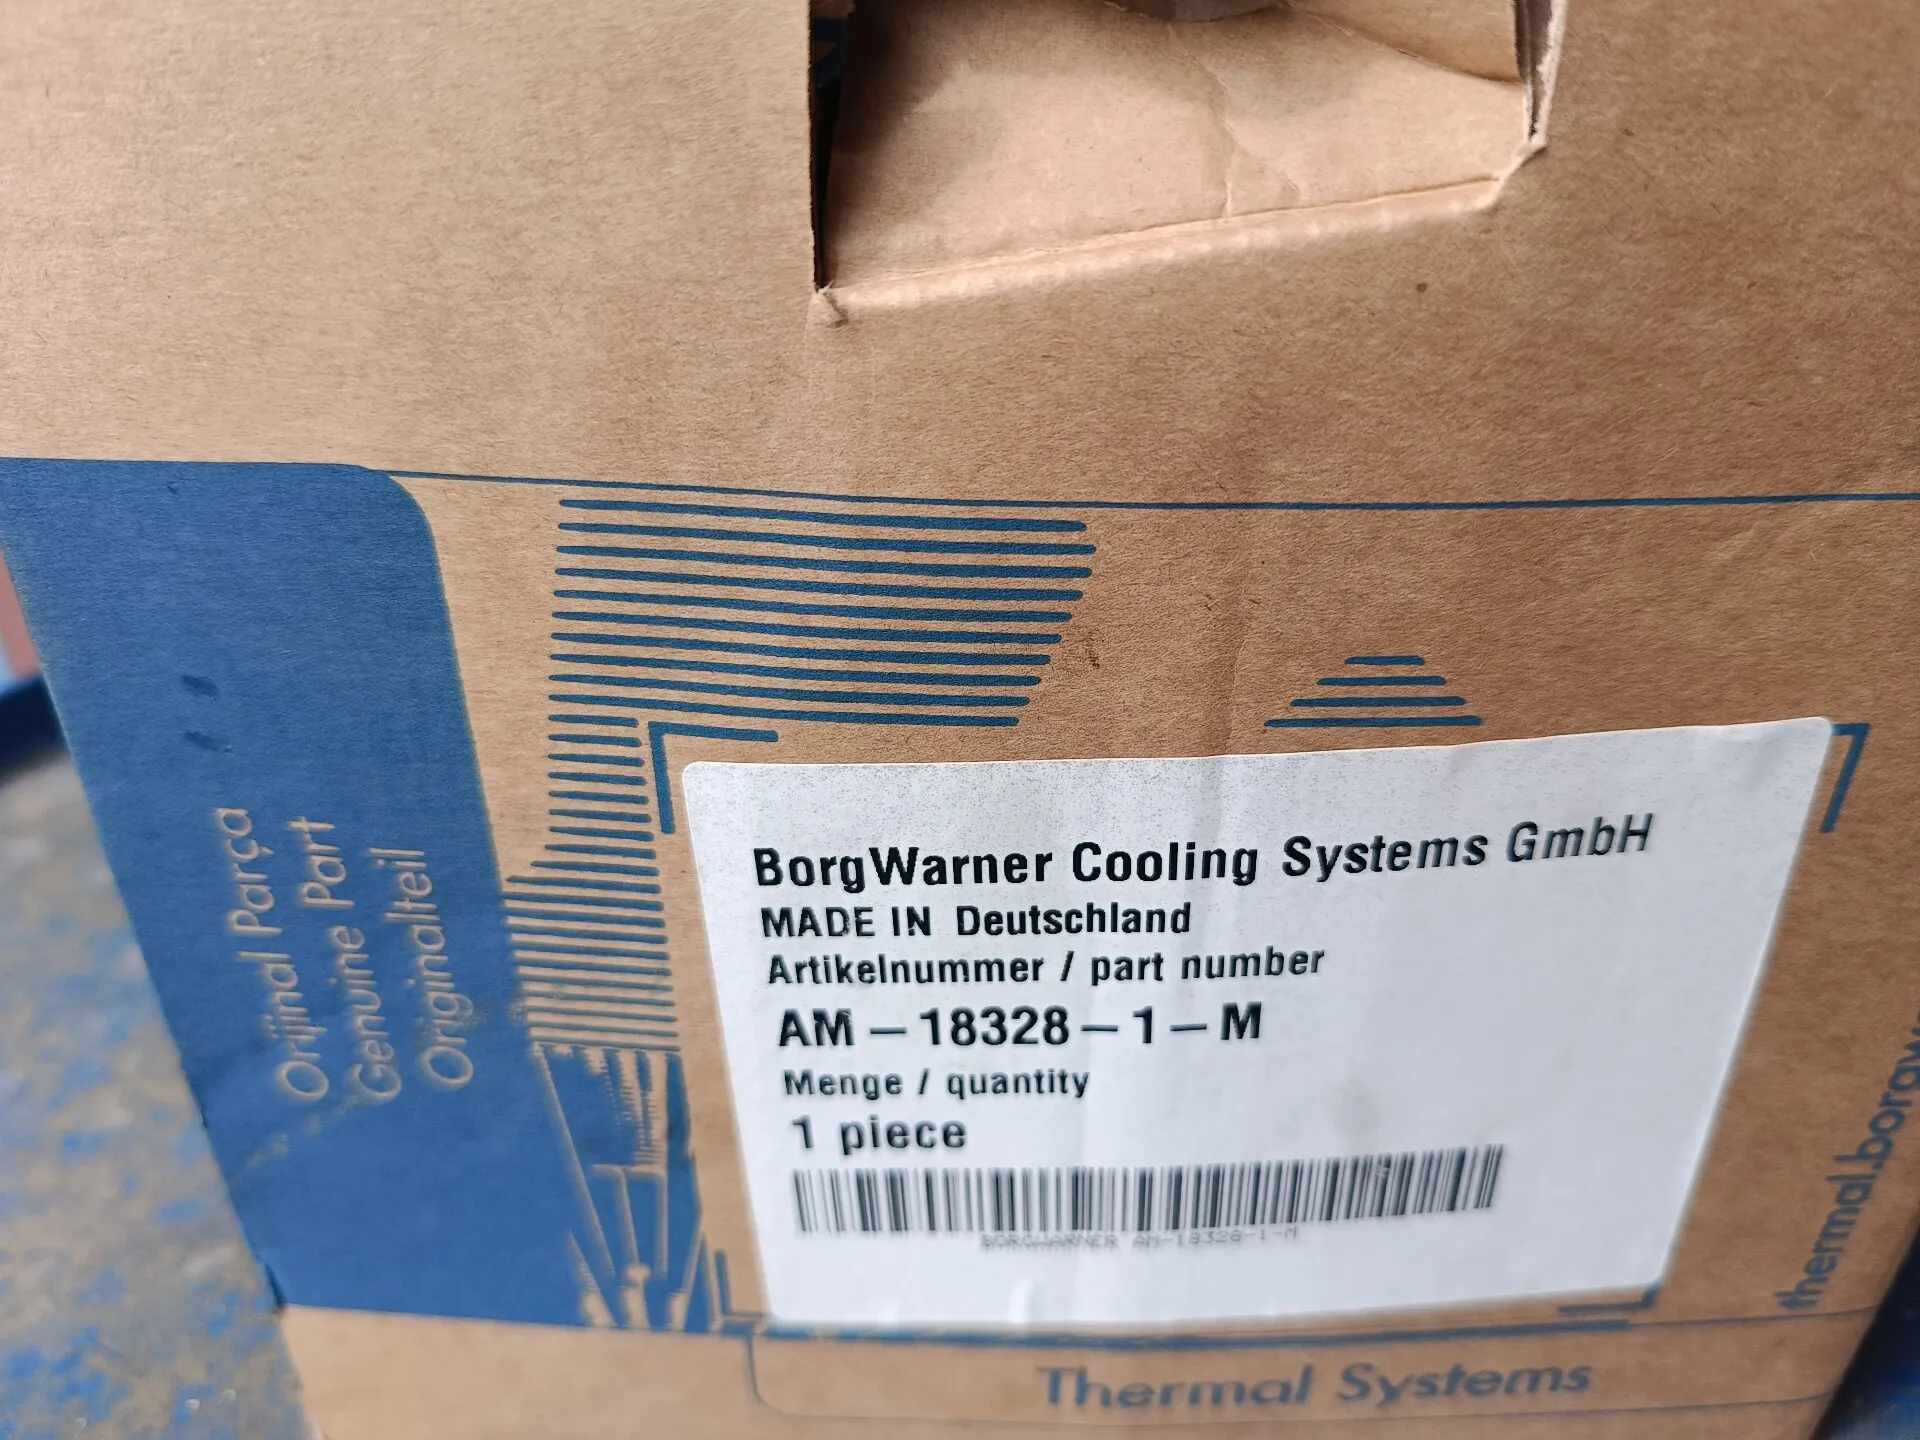 Orijinal Parça
Genuine Part
Originalteil
BorgWarner Cooling Systems GmbH
MADE IN Deutschland
Artikelnummer / part number
AM-18328-1-M
Menge / quantity
1 piece
BORGWARNER AM-18328-1-M
Thermal Systems